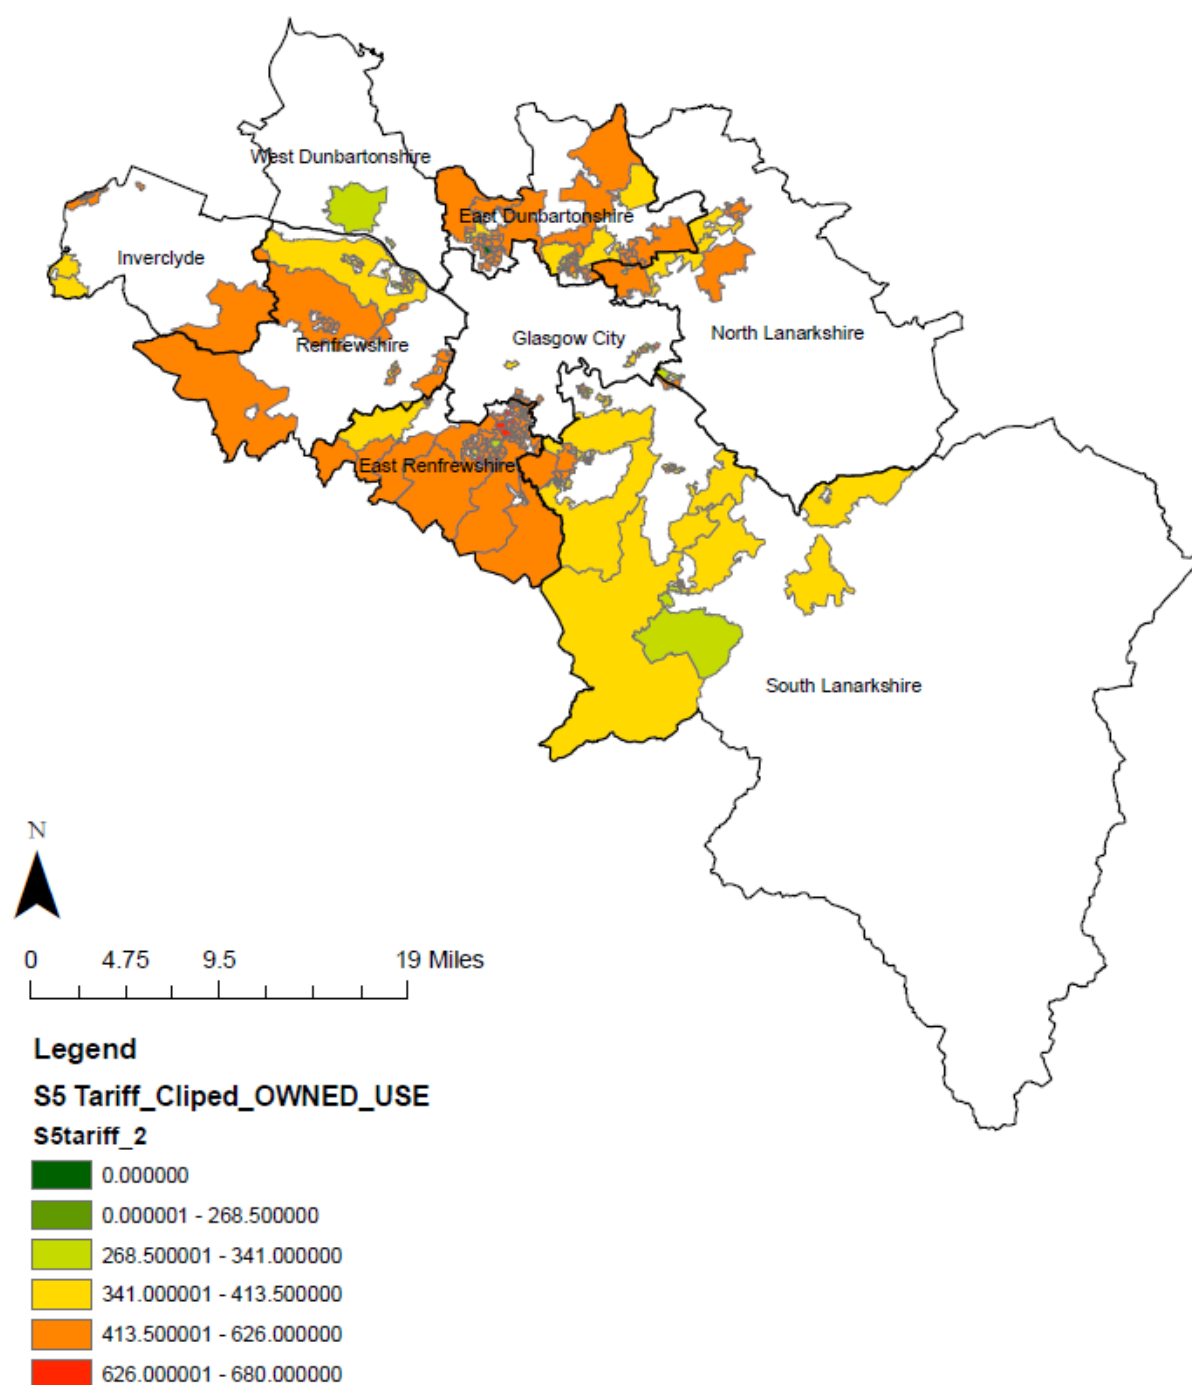 West Dunbartonshire
East Dunbartonshire
Inverclyde
North Lanarkshire
Glasgow City
Renfrewshire
East Renfrewshire
South Lanarkshire
N
0 4.75 9.5 19 Miles
Legend
S5 Tariff_Cliped_OWNED_USE
S5tariff_2
0.000000
0.000001 - 268.500000
268.500001 - 341.000000
341.000001 - 413.500000
413.500001 - 626.000000
626.000001 - 680.000000